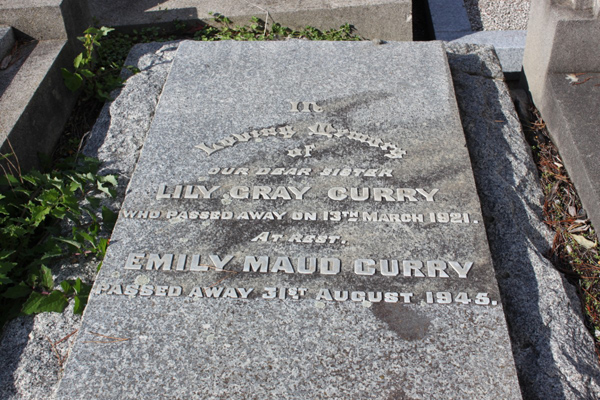 In
Loving Memory
of
OUR DEAR SISTER
LILY GRAY CURRY
WHO PASSED AWAY ON 13TH MARCH 1921.
AT REST.
EMILY MAUD CURRY
PASSED AWAY 31ST AUGUST 1945.